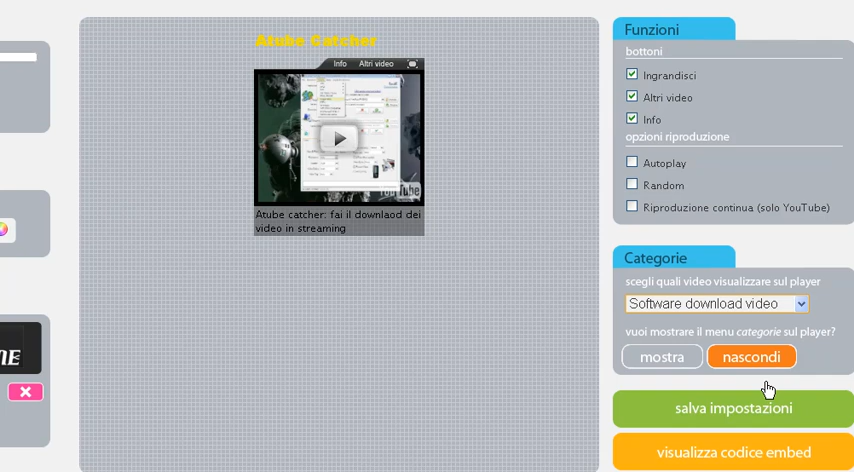 Atube Catcher
Info Altri video
YouTube
Atube catcher: fai il downlaod dei
video in streaming
Funzioni
bottoni
Ingrandisci
Altri video
Info
opzioni riproduzione
Autoplay
Random
Riproduzione continua (solo YouTube)
Categorie
scegli quali video visualizzare sul player
Software download video
vuoi mostrare il menu categorie sul player?
mostra nascondi
salva impostazioni
visualizza codice embed